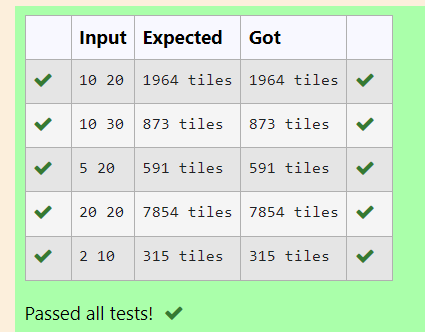 Input Expected Got
10 20 1964 tiles 1964 tiles
10 30 873 tiles 873 tiles
5 20 591 tiles 591 tiles
20 20 7854 tiles 7854 tiles
2 10 315 tiles 315 tiles
Passed all tests!